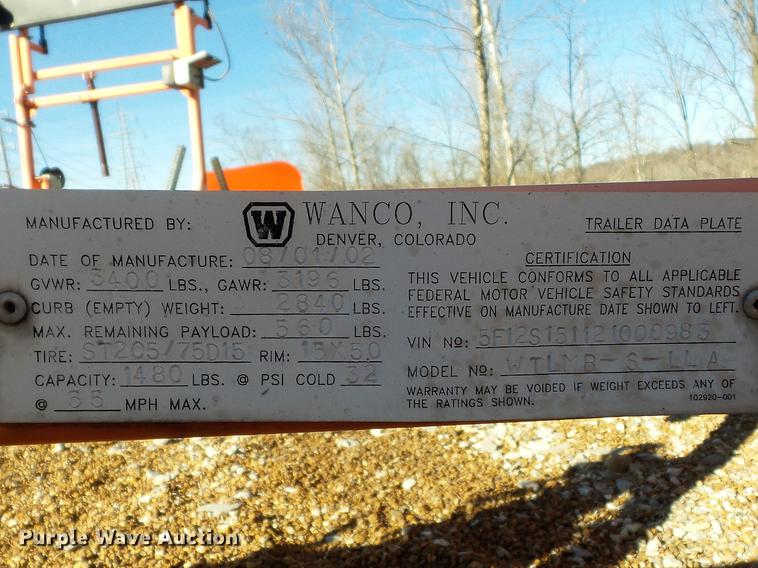 MANUFACTURED BY: W WANCO, INC. TRAILER DATA PLATE
DENVER, COLORADO
DATE OF MANUFACTURE: 08/01/02
GVWR: 3400 LBS., GAWR: 3196 LBS.
CURB (EMPTY) WEIGHT: 2840 LBS.
MAX. REMAINING PAYLOAD: 560 LBS.
TIRE: ST205/75D15 RIM: 15X5.0
CAPACITY: 1480 LBS. @ PSI COLD 32
@ 55 MPH MAX.
CERTIFICATION
THIS VEHICLE CONFORMS TO ALL APPLICABLE
FEDERAL MOTOR VEHICLE SAFETY STANDARDS
EFFECTIVE ON MANUFACTURE DATE SHOWN TO LEFT.
VIN No: 5F12S151121000983
MODEL NO: WTLMB-S-LLA
WARRANTY MAY BE VOIDED IF WEIGHT EXCEEDS ANY OF
THE RATINGS SHOWN. 102920-001
Purple Wave Auction